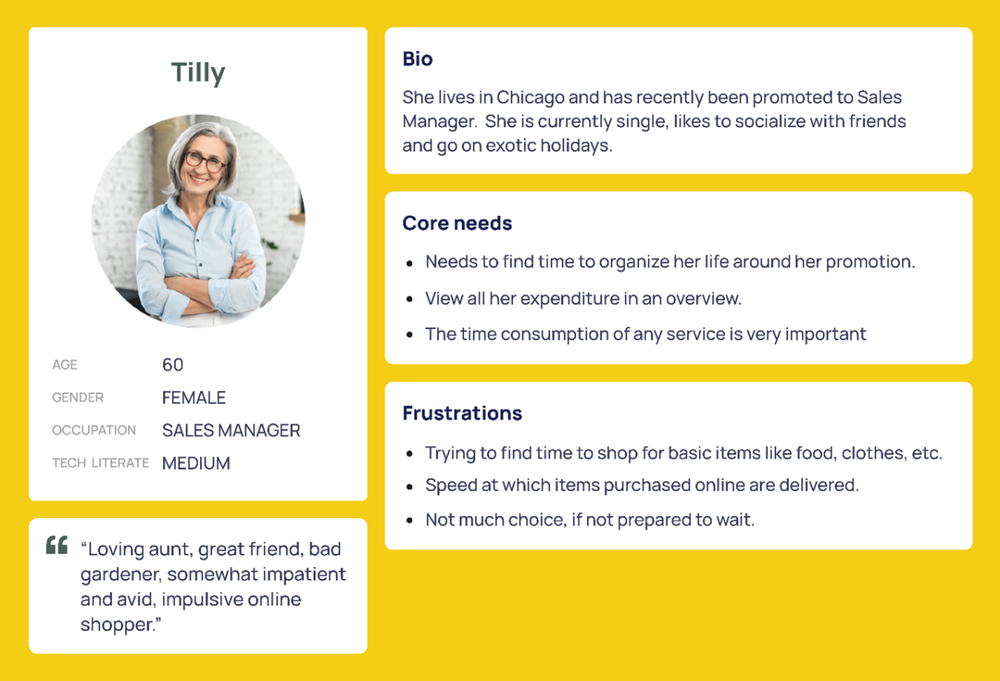 Tilly
AGE 60
GENDER FEMALE
OCCUPATION SALES MANAGER
TECH LITERATE MEDIUM
“Loving aunt, great friend, bad
gardener, somewhat impatient
and avid, impulsive online
shopper.”
Bio
She lives in Chicago and has recently been promoted to Sales
Manager.  She is currently single, likes to socialize with friends
and go on exotic holidays.
Core needs
• Needs to find time to organize her life around her promotion.
• View all her expenditure in an overview.
• The time consumption of any service is very important
Frustrations
• Trying to find time to shop for basic items like food, clothes, etc.
• Speed at which items purchased online are delivered.
• Not much choice, if not prepared to wait.